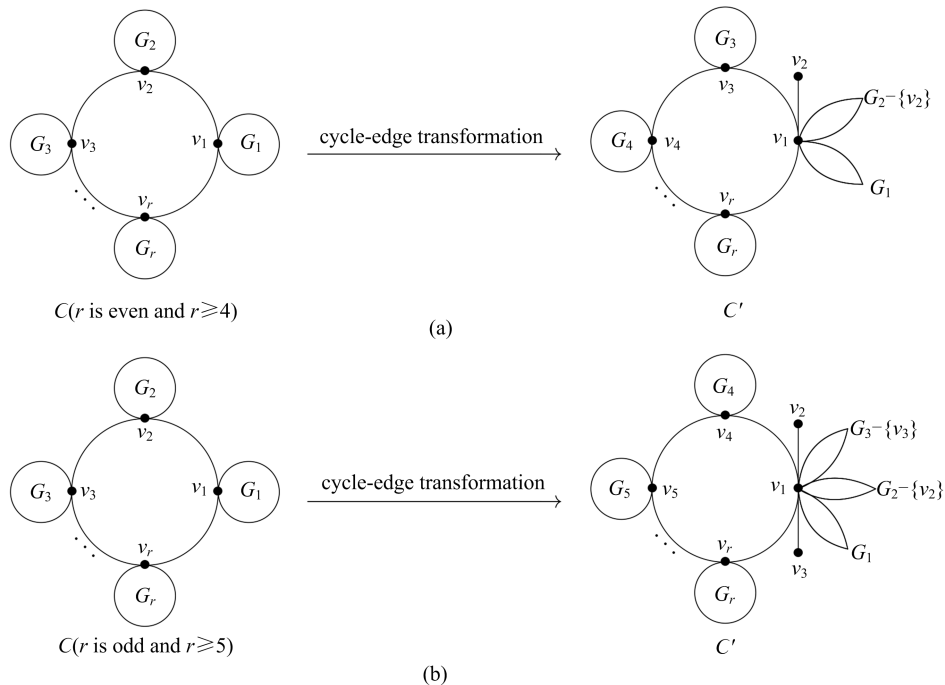 G₂
v₂
G₃
v₃
v₁
G₁
vᵣ
Gᵣ
C(r is even and r⩾4)
cycle-edge transformation
G₃
v₃
v₂
G₂−{v₂}
G₄
v₄
v₁
G₁
vᵣ
Gᵣ
C′
(a)
G₂
v₂
G₃
v₃
v₁
G₁
vᵣ
Gᵣ
C(r is odd and r⩾5)
cycle-edge transformation
G₄
v₄
v₂
G₃−{v₃}
G₅
v₅
v₁
G₂−{v₂}
G₁
v₃
vᵣ
Gᵣ
C′
(b)